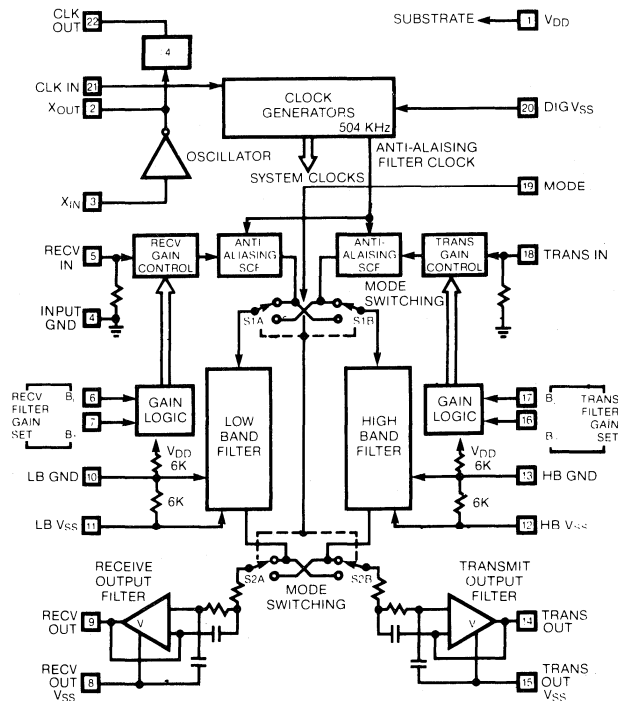 CLK
OUT
22
4
SUBSTRATE
1
VDD
CLK IN
21
XOUT
2
CLOCK
GENERATORS
504 KHz
20
DIG VSS
OSCILLATOR
ANTI-ALAISING
FILTER CLOCK
SYSTEM CLOCKS
19
MODE
XIN
3
RECV
IN
5
RECV
GAIN
CONTROL
ANTI
ALIASING
SCF
ANTI-
ALAISING
SCF
TRANS
GAIN
CONTROL
18
TRANS IN
MODE
SWITCHING
INPUT
GND
4
S1A
S1B
RECV
FILTER
GAIN
SET
B,
B.
6
7
GAIN
LOGIC
LOW
BAND
FILTER
HIGH
BAND
FILTER
GAIN
LOGIC
17
16
B,
B.
TRANS
FILTER
GAIN
SET
VDD
6K
VDD
6K
LB GND
10
13
HB GND
6K
6K
LB VSS
11
12
HB VSS
RECEIVE
OUTPUT
FILTER
S2A
S2B
MODE
SWITCHING
TRANSMIT
OUTPUT
FILTER
RECV
OUT
9
V
V
14
TRANS
OUT
RECV
OUT
VSS
8
15
TRANS
OUT
VSS